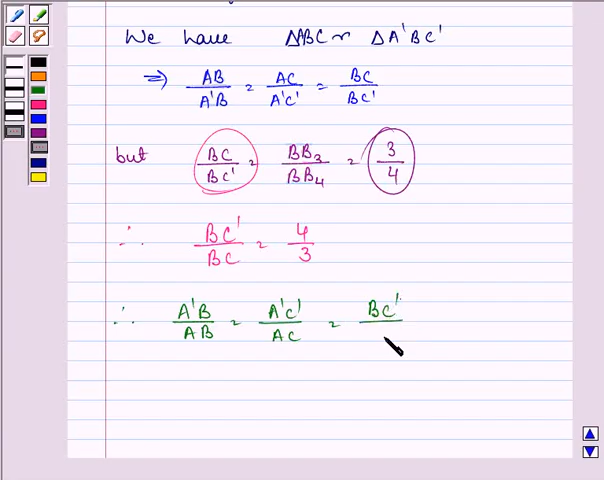 We have ΔABC ~ ΔA'BC'
⇒ AB/A'B = AC/A'C' = BC/BC'
but BC/BC' = BB₃/BB₄ = 3/4
∴ BC'/BC = 4/3
∴ A'B/AB = A'C'/AC = BC'/